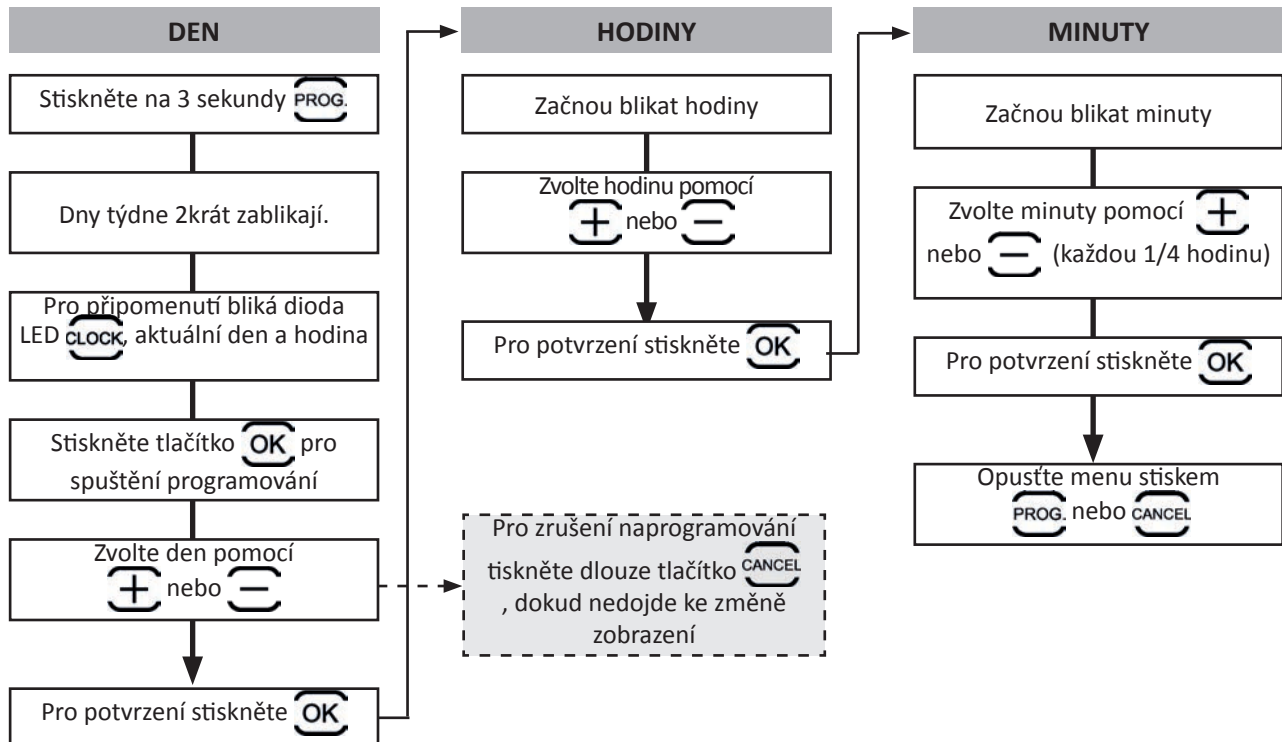 DEN
Stiskněte na 3 sekundy PROG.
Dny týdne 2krát zablikají.
Pro připomenutí bliká dioda
LED CLOCK, aktuální den a hodina
Stiskněte tlačítko OK pro
spuštění programování
Zvolte den pomocí
+ nebo −
Pro potvrzení stiskněte OK
HODINY
Začnou blikat hodiny
Zvolte hodinu pomocí
+ nebo −
Pro potvrzení stiskněte OK
Pro zrušení naprogramování
tiskněte dlouze tlačítko CANCEL
, dokud nedojde ke změně
zobrazení
MINUTY
Začnou blikat minuty
Zvolte minuty pomocí +
nebo − (každou 1/4 hodinu)
Pro potvrzení stiskněte OK
Opusťte menu stiskem
PROG. nebo CANCEL